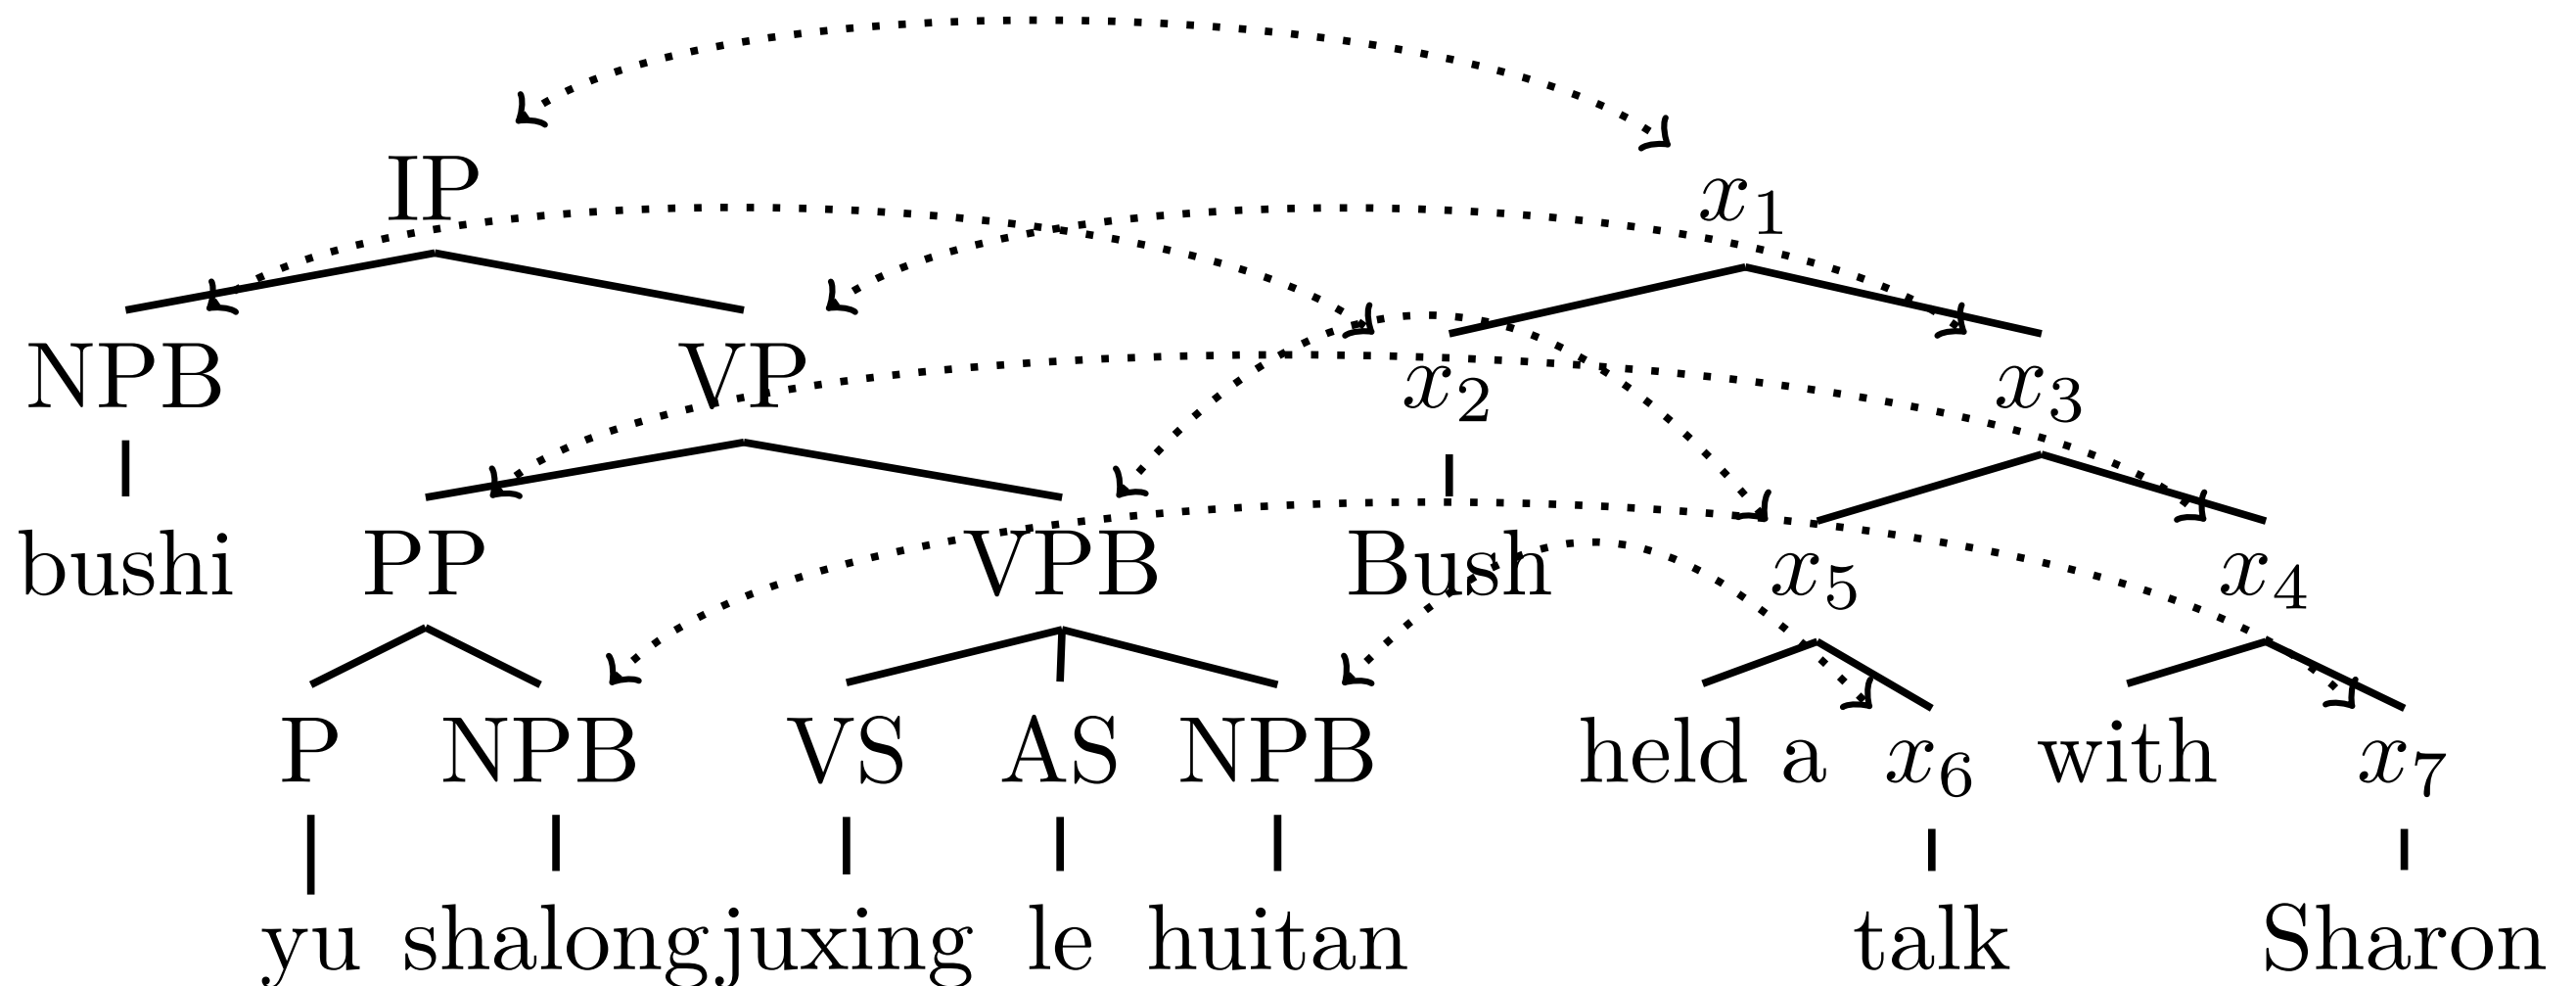 IP x₁
NPB VP x₂ x₃
bushi PP VPB Bush x₅ x₄
P NPB VS AS NPB held a x₆ with x₇
yu shalong juxing le huitan talk Sharon